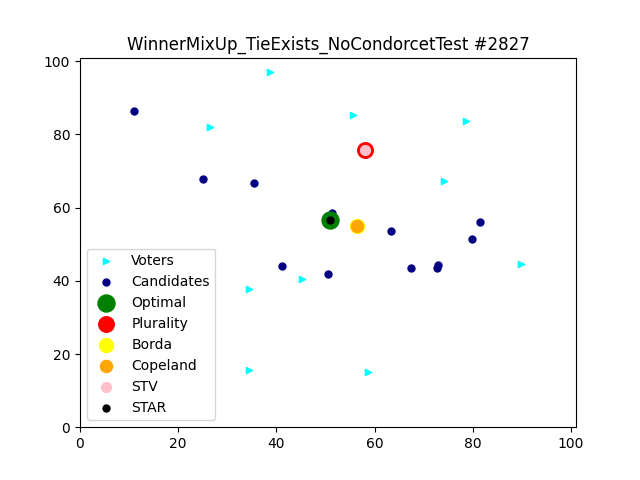 WinnerMixUp_TieExists_NoCondorcetTest #2827
100
80
60
40
20
0
Voters
Candidates
Optimal
Plurality
Borda
Copeland
STV
STAR
0 20 40 60 80 100